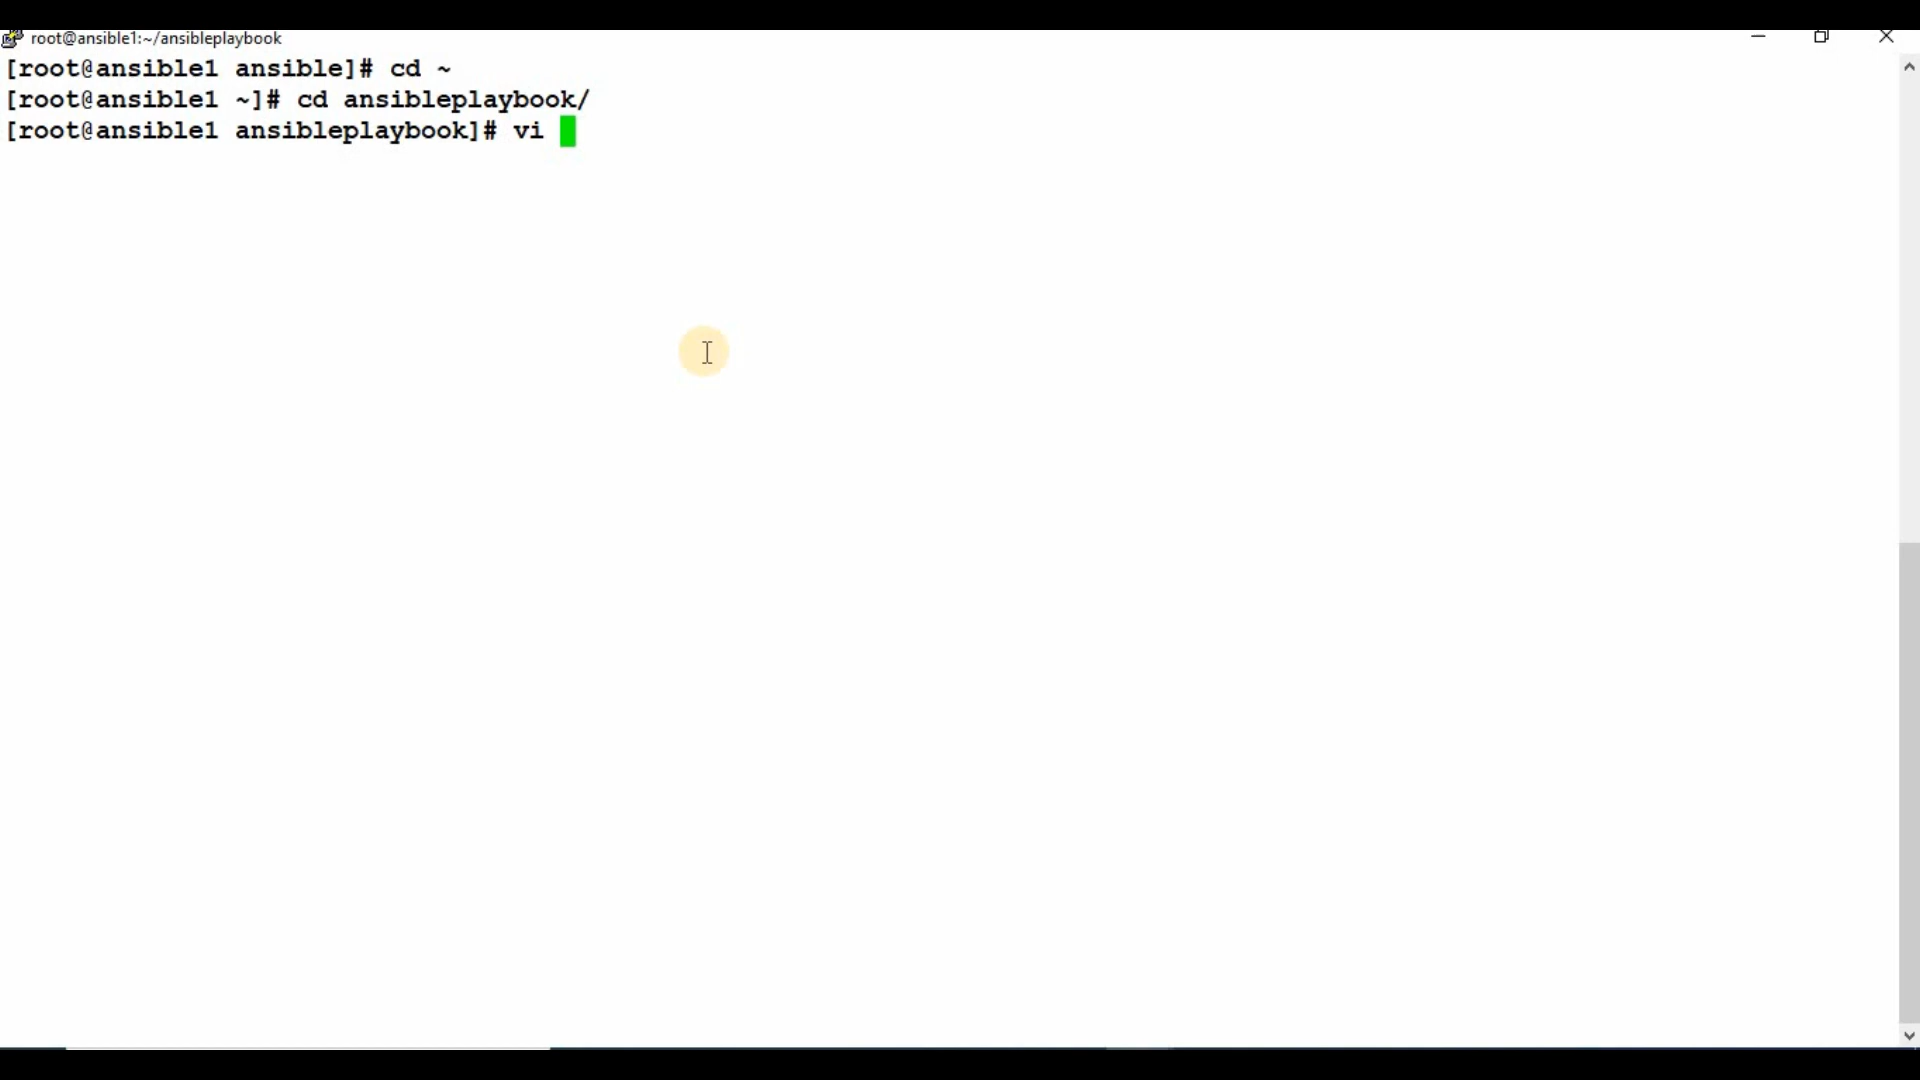 root@ansible1:~/ansibleplaybook
[root@ansible1 ansible]# cd ~
[root@ansible1 ~]# cd ansibleplaybook/
[root@ansible1 ansibleplaybook]# vi